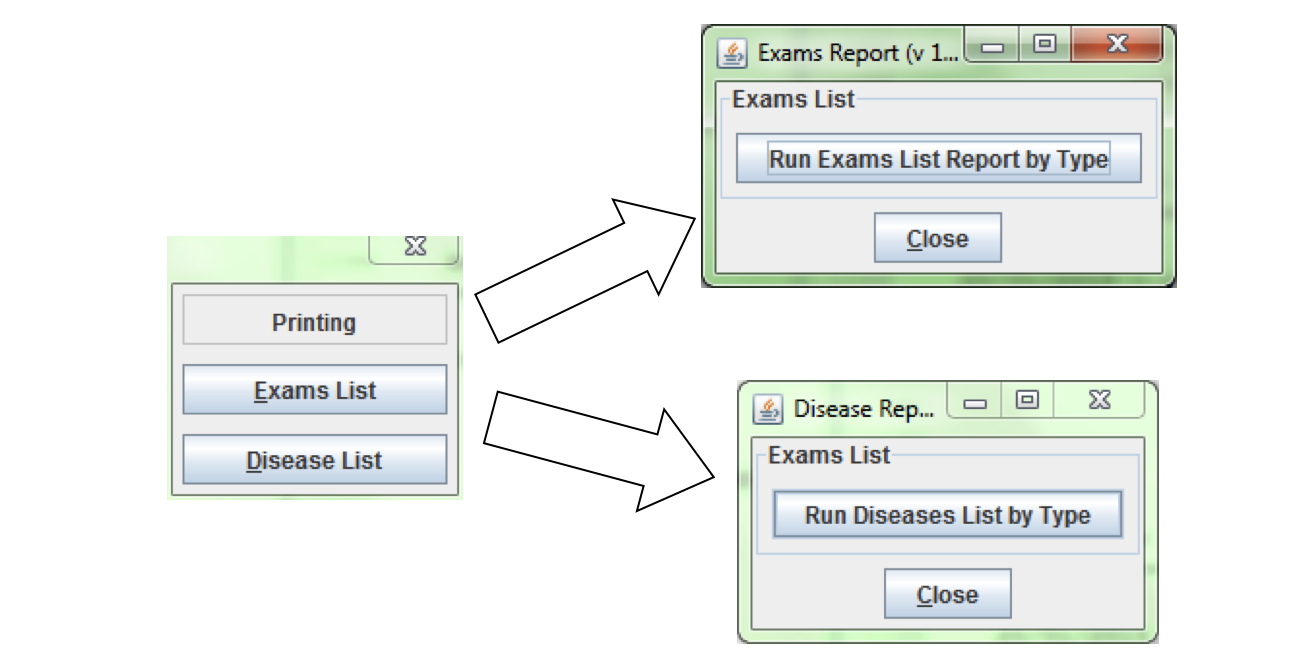 Printing
Exams List
Disease List
Exams Report (v 1...
Exams List
Run Exams List Report by Type
Close
Disease Rep...
Exams List
Run Diseases List by Type
Close